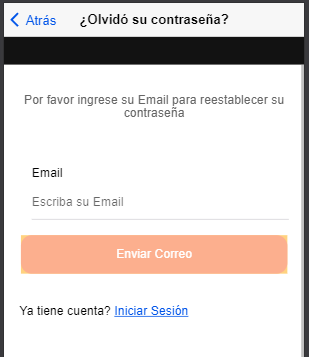 Atrás ¿Olvidó su contraseña?
Por favor ingrese su Email para reestablecer su
contraseña
Email
Escriba su Email
Enviar Correo
Ya tiene cuenta? Iniciar Sesión